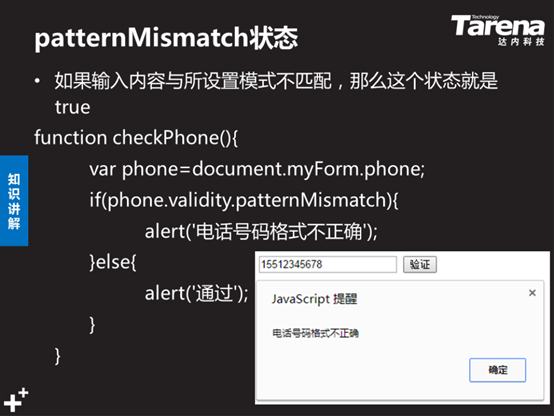 Technology
Tarena
达内科技
patternMismatch状态
• 如果输入内容与所设置模式不匹配，那么这个状态就是
true
function checkPhone(){
var phone=document.myForm.phone;
if(phone.validity.patternMismatch){
alert('电话号码格式不正确');
}else{
alert('通过');
}
}
知识讲解
15512345678
验证
JavaScript 提醒
×
电话号码格式不正确
确定